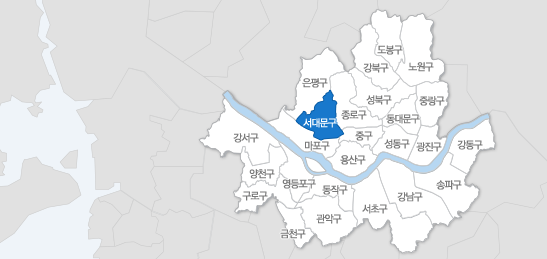 도봉구
강북구
노원구
은평구
성북구
중랑구
종로구
동대문구
서대문구
중구
성동구
광진구
강동구
강서구
마포구
용산구
양천구
영등포구
동작구
송파구
구로구
강남구
서초구
관악구
금천구